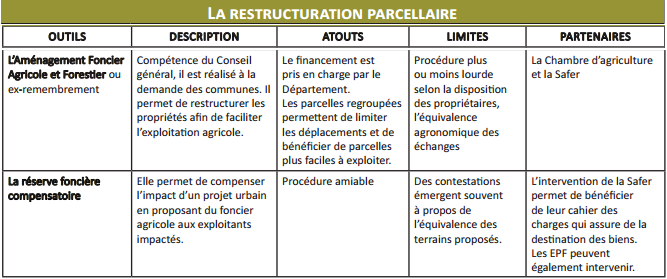 LA RESTRUCTURATION PARCELLAIRE
OUTILS DESCRIPTION ATOUTS LIMITES PARTENAIRES
L’Aménagement Foncier
Agricole et Forestier ou
ex-remembrement
Compétence du Conseil
général, il est réalisé à la
demande des communes. Il
permet de restructurer les
propriétés afin de faciliter
l’exploitation agricole.
Le financement est
pris en charge par le
Département.
Les parcelles regroupées
permettent de limiter
les déplacements et de
bénéficier de parcelles
plus faciles à exploiter.
Procédure plus
ou moins lourde
selon la disposition
des propriétaires,
l’équivalence
agronomique des
échanges
La Chambre d’agriculture
et la Safer
La réserve foncière
compensatoire
Elle permet de compenser
l’impact d’un projet urbain
en proposant du foncier
agricole aux exploitants
impactés.
Procédure amiable
Des contestations
émergent souvent
à propos de
l’équivalence des
terrains proposés.
L’intervention de la Safer
permet de bénéficier
de leur cahier des
charges qui assure de la
destination des biens.
Les EPF peuvent
également intervenir.